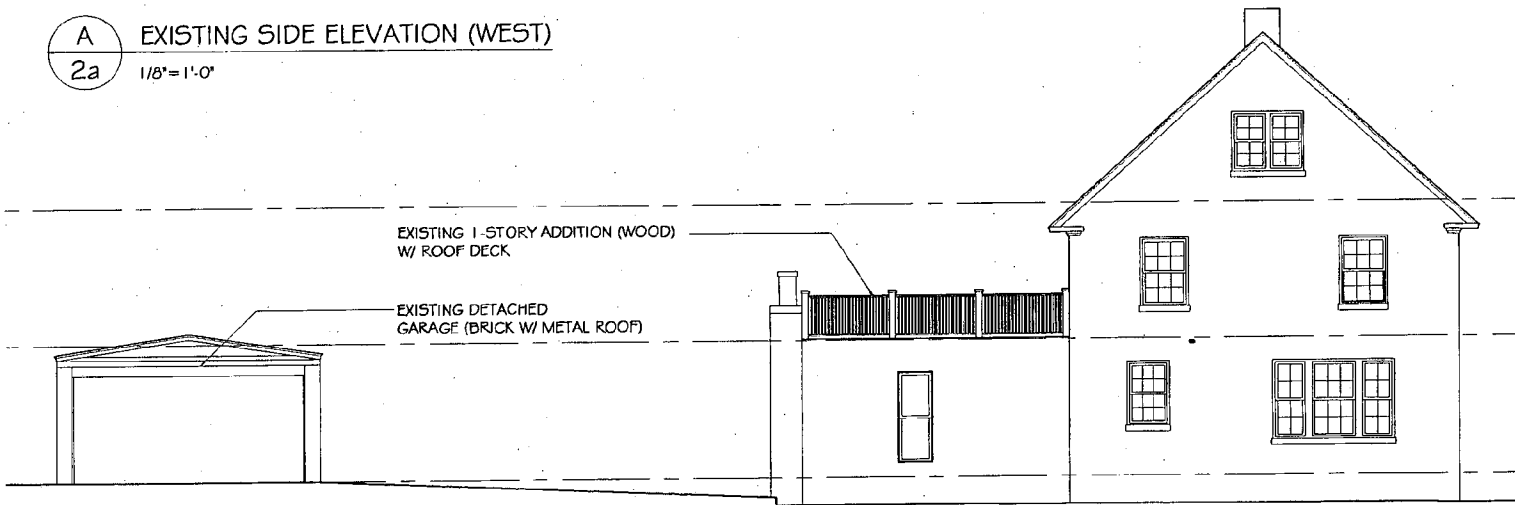 A EXISTING SIDE ELEVATION (WEST)
2a 1/8"=1'-0"
EXISTING 1-STORY ADDITION (WOOD)
W/ ROOF DECK
EXISTING DETACHED
GARAGE (BRICK W/ METAL ROOF)